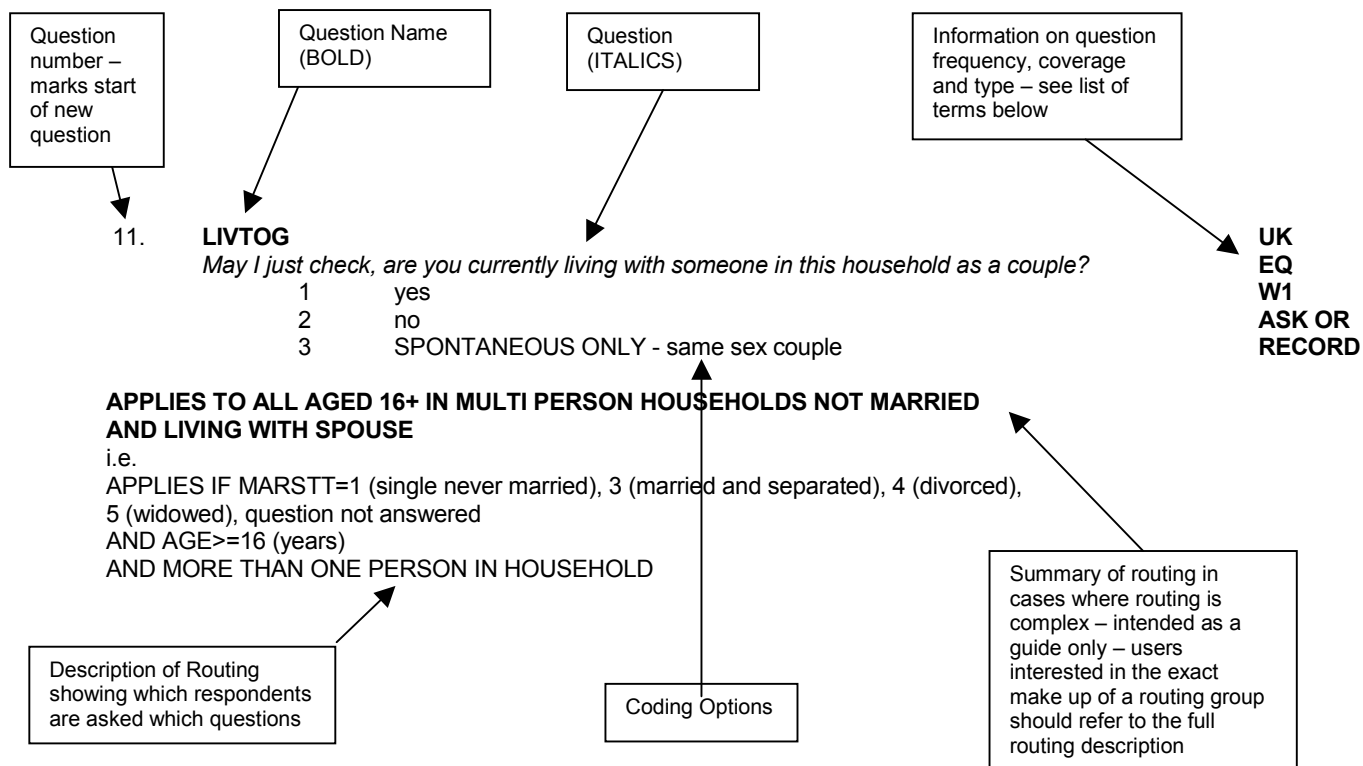 Question
number –
marks start
of new
question
Question Name
(BOLD)
Question
(ITALICS)
Information on question
frequency, coverage
and type – see list of
terms below
11. LIVTOG
UK
May I just check, are you currently living with someone in this household as a couple?
EQ
1 yes
W1
2 no
ASK OR
3 SPONTANEOUS ONLY - same sex couple
RECORD
APPLIES TO ALL AGED 16+ IN MULTI PERSON HOUSEHOLDS NOT MARRIED
AND LIVING WITH SPOUSE
i.e.
APPLIES IF MARSTT=1 (single never married), 3 (married and separated), 4 (divorced),
5 (widowed), question not answered
AND AGE>=16 (years)
AND MORE THAN ONE PERSON IN HOUSEHOLD
Description of Routing
showing which respondents
are asked which questions
Coding Options
Summary of routing in
cases where routing is
complex – intended as a
guide only – users
interested in the exact
make up of a routing group
should refer to the full
routing description